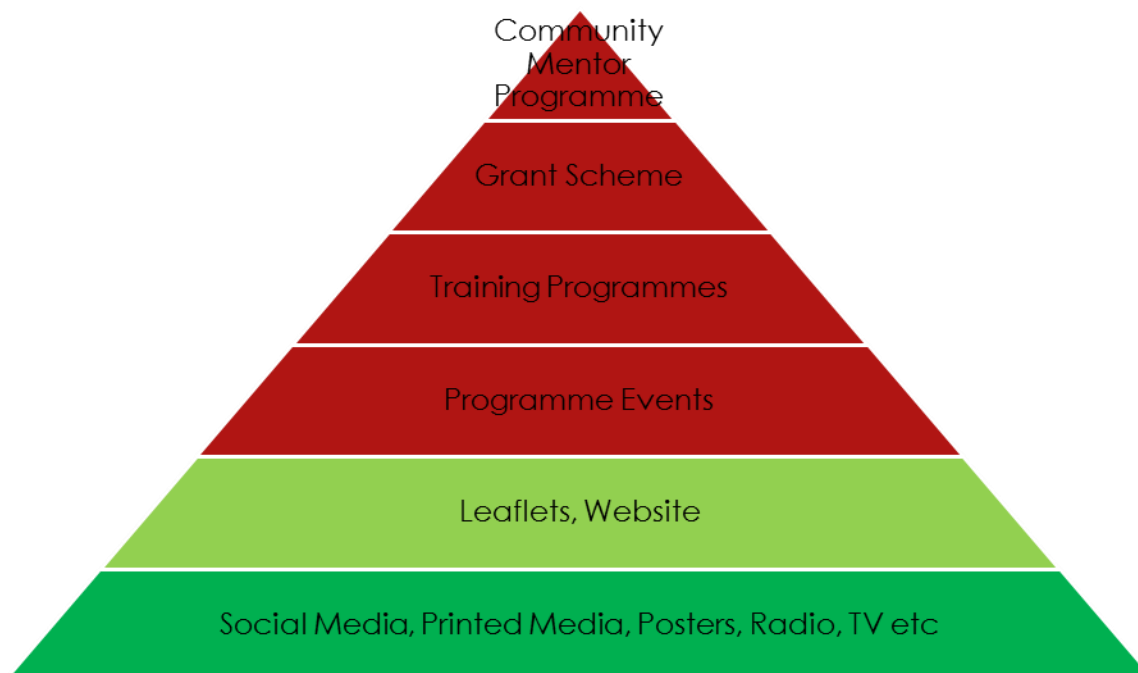 Community
Mentor
Programme
Grant Scheme
Training Programmes
Programme Events
Leaflets, Website
Social Media, Printed Media, Posters, Radio, TV etc